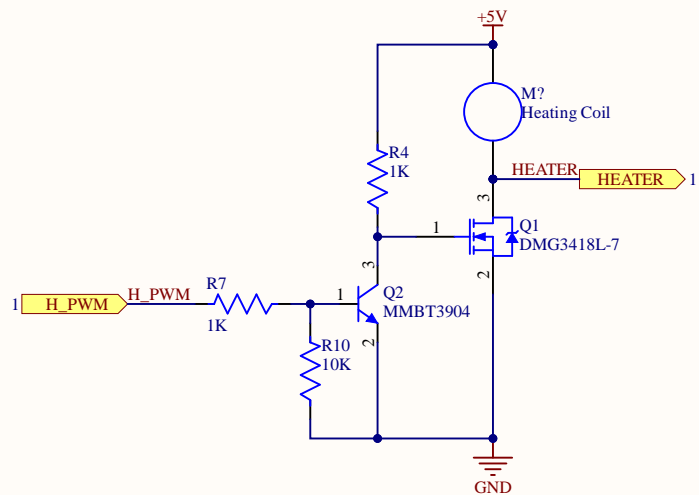 +5V
M?
Heating Coil
R4
1K
HEATER
HEATER
1
3
1
Q1
DMG3418L-7
2
3
R7
H_PWM
1
H_PWM
1K
1
Q2
MMBT3904
2
R10
10K
GND